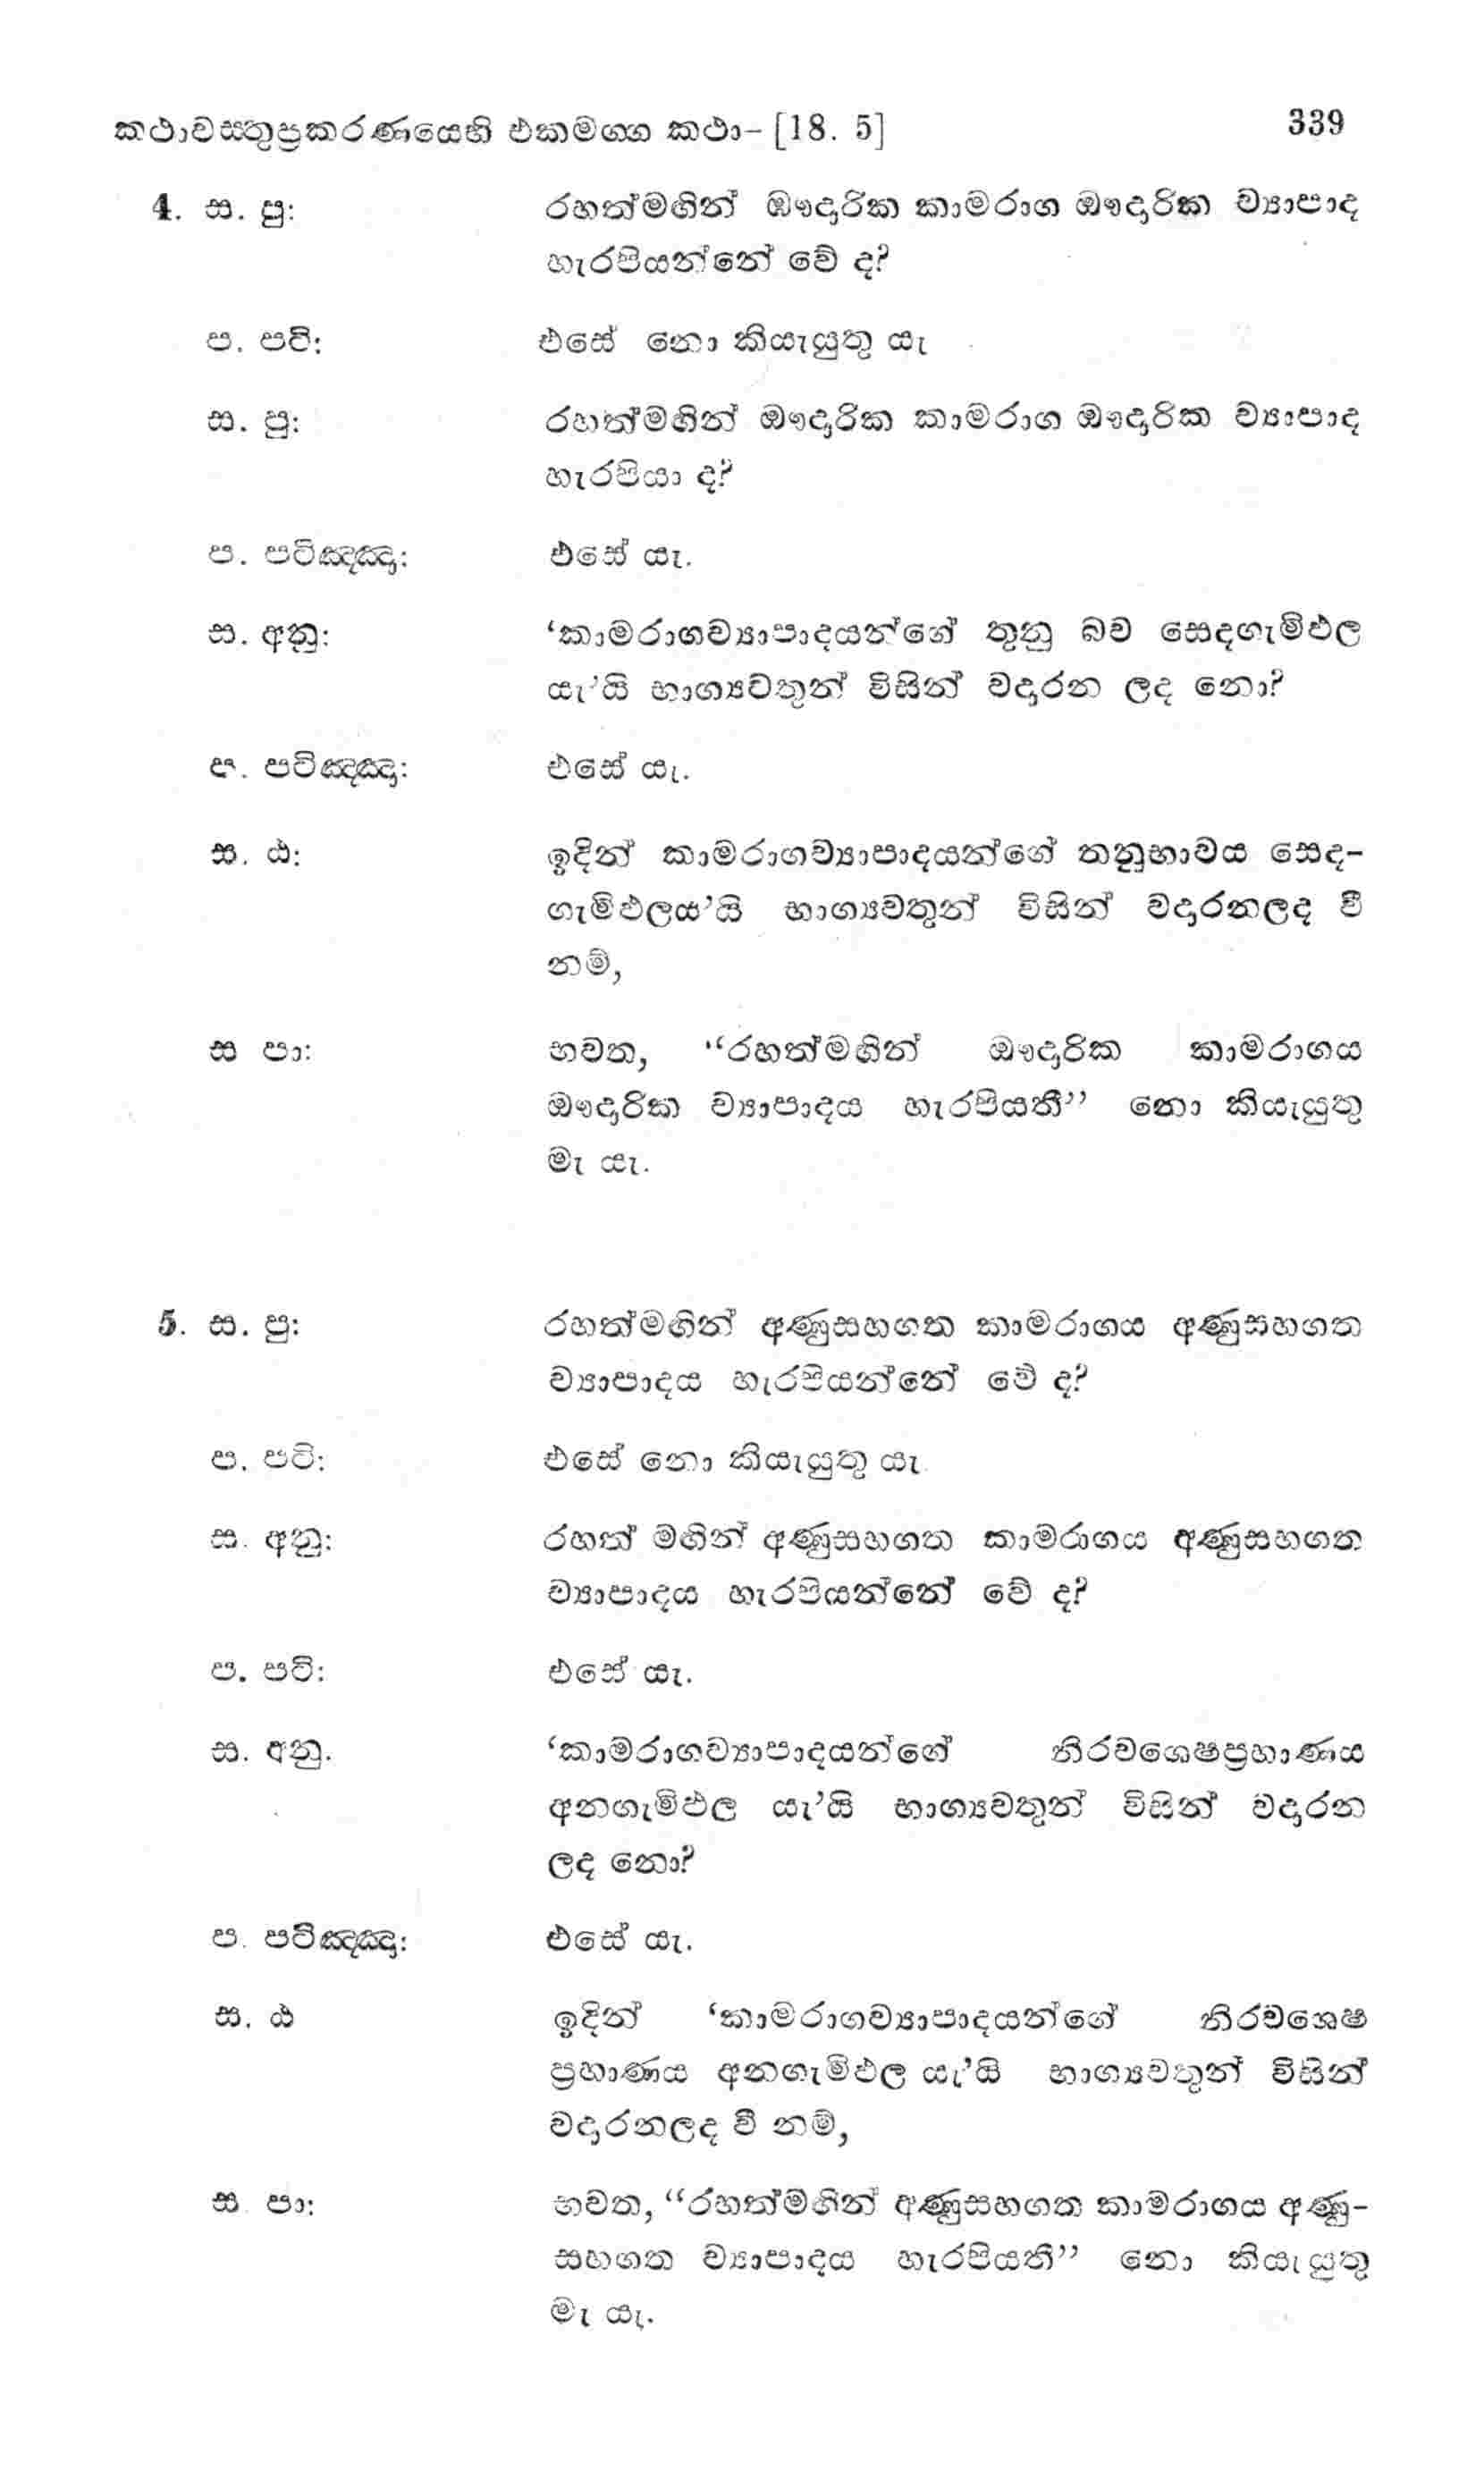 කථාවස්තුප්‍රකරණයෙහි එකමග්ග කථා- [18. 5] 339
4. ස. පු: රහත්මඟින් ඖදාරික කාමරාග ඖදාරික ව්‍යාපාද
හැරපියන්නේ වේ ද?
ප. පටි: එසේ නො කියැයුතු යැ
ස. පු: රහත්මඟින් ඖදාරික කාමරාග ඖදාරික ව්‍යාපාද
හැරපියා ද?
ප. පටිඤ්ඤා: එසේ යැ.
ස. අනු: ‘කාමරාගව්‍යාපාදයන්ගේ තුනු බව සෙදගැමිඵල
යැ’යි භාග්‍යවතුන් විසින් වදාරන ලද නො?
ප. පටිඤ්ඤා: එසේ යැ.
ස. ඨ: ඉදින් කාමරාගව්‍යාපාදයන්ගේ තනුභාවය සෙද-
ගැමිඵලය’යි භාග්‍යවතුන් විසින් වදාරනලද වී
නම්,
ස පා: භවත, “රහත්මඟින් ඖදාරික කාමරාගය
ඖදාරික ව්‍යාපාදය හැරපියතී” නො කියැයුතු
මැ යැ.
5. ස. පු: රහත්මඟින් අණුසහගත කාමරාගය අණුසහගත
ව්‍යාපාදය හැරපියන්නේ වේ ද?
ප. පටි: එසේ නො කියැයුතු යැ.
ස. අනු: රහත් මඟින් අණුසහගත කාමරාගය අණුසහගත
ව්‍යාපාදය හැරපියන්නේ වේ ද?
ප. පටි: එසේ යැ.
ස. අනු. ‘කාමරාගව්‍යාපාදයන්ගේ නිරවශෙෂප්‍රහාණය
අනගැමිඵල යැ’යි භාග්‍යවතුන් විසින් වදාරන
ලද නො?
ප. පටිඤ්ඤා: එසේ යැ.
ස. ඨ ඉදින් ‘කාමරාගව්‍යාපාදයන්ගේ නිරවශෙෂ
ප්‍රහාණය අනගැමිඵල යැ’යි භාග්‍යවතුන් විසින්
වදාරනලද වී නම්,
ස. පා: භවත, “රහත්මඟින් අණුසහගත කාමරාගය අණු-
සහගත ව්‍යාපාදය හැරපියතී” නො කියැයුතු
මැ යැ.